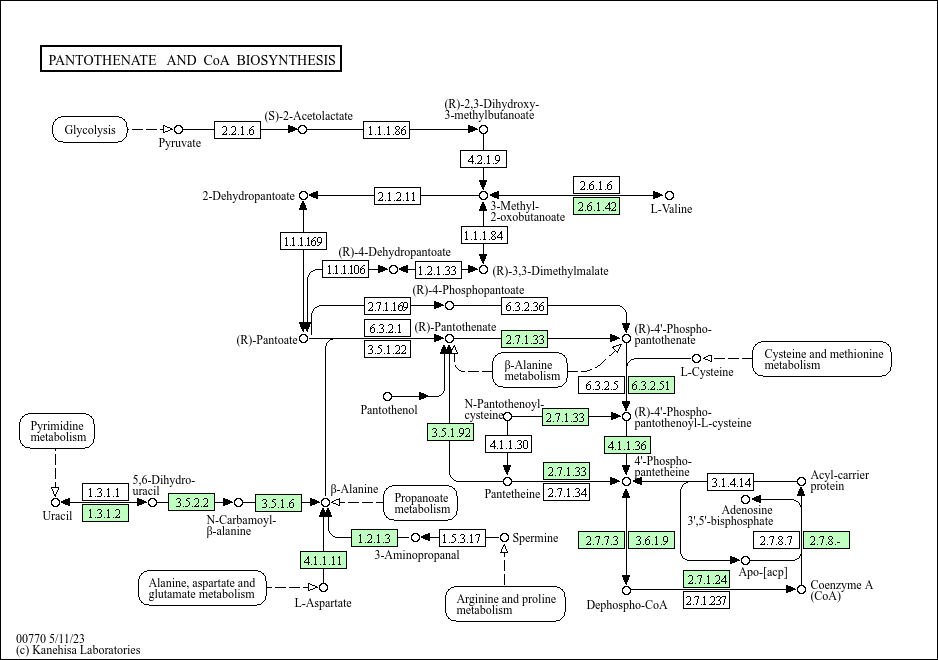 PANTOTHENATE AND CoA BIOSYNTHESIS
Glycolysis
Pyruvate
2.2.1.6
(S)-2-Acetolactate
1.1.1.86
(R)-2,3-Dihydroxy-
3-methylbutanoate
4.2.1.9
2-Dehydropantoate
2.1.2.11
3-Methyl-
2-oxobutanoate
2.6.1.6
2.6.1.42
L-Valine
1.1.1.169
1.1.1.84
(R)-4-Dehydropantoate
1.1.1.106
1.2.1.33
(R)-3,3-Dimethylmalate
(R)-4-Phosphopantoate
2.7.1.169
6.3.2.36
(R)-Pantoate
6.3.2.1
3.5.1.22
(R)-Pantothenate
2.7.1.33
(R)-4'-Phospho-
pantothenate
β-Alanine
metabolism
L-Cysteine
Cysteine and methionine
metabolism
6.3.2.5
6.3.2.51
Pantothenol
N-Pantothenoyl-
cysteine
2.7.1.33
(R)-4'-Phospho-
pantothenoyl-L-cysteine
3.5.1.92
4.1.1.30
4.1.1.36
Pyrimidine
metabolism
4'-Phospho-
pantetheine
Pantetheine
2.7.1.33
2.7.1.34
3.1.4.14
Acyl-carrier
protein
Adenosine
3',5'-bisphosphate
Uracil
1.3.1.1
1.3.1.2
5,6-Dihydro-
uracil
3.5.2.2
N-Carbamoyl-
β-alanine
3.5.1.6
β-Alanine
Propanoate
metabolism
1.2.1.3
3-Aminopropanal
1.5.3.17
Spermine
2.7.7.3
3.6.1.9
2.7.8.7
2.7.8.-
Apo-[acp]
4.1.1.11
Alanine, aspartate and
glutamate metabolism
L-Aspartate
Arginine and proline
metabolism
Dephospho-CoA
2.7.1.24
2.7.1.237
Coenzyme A
(CoA)
00770 5/11/23
(c) Kanehisa Laboratories